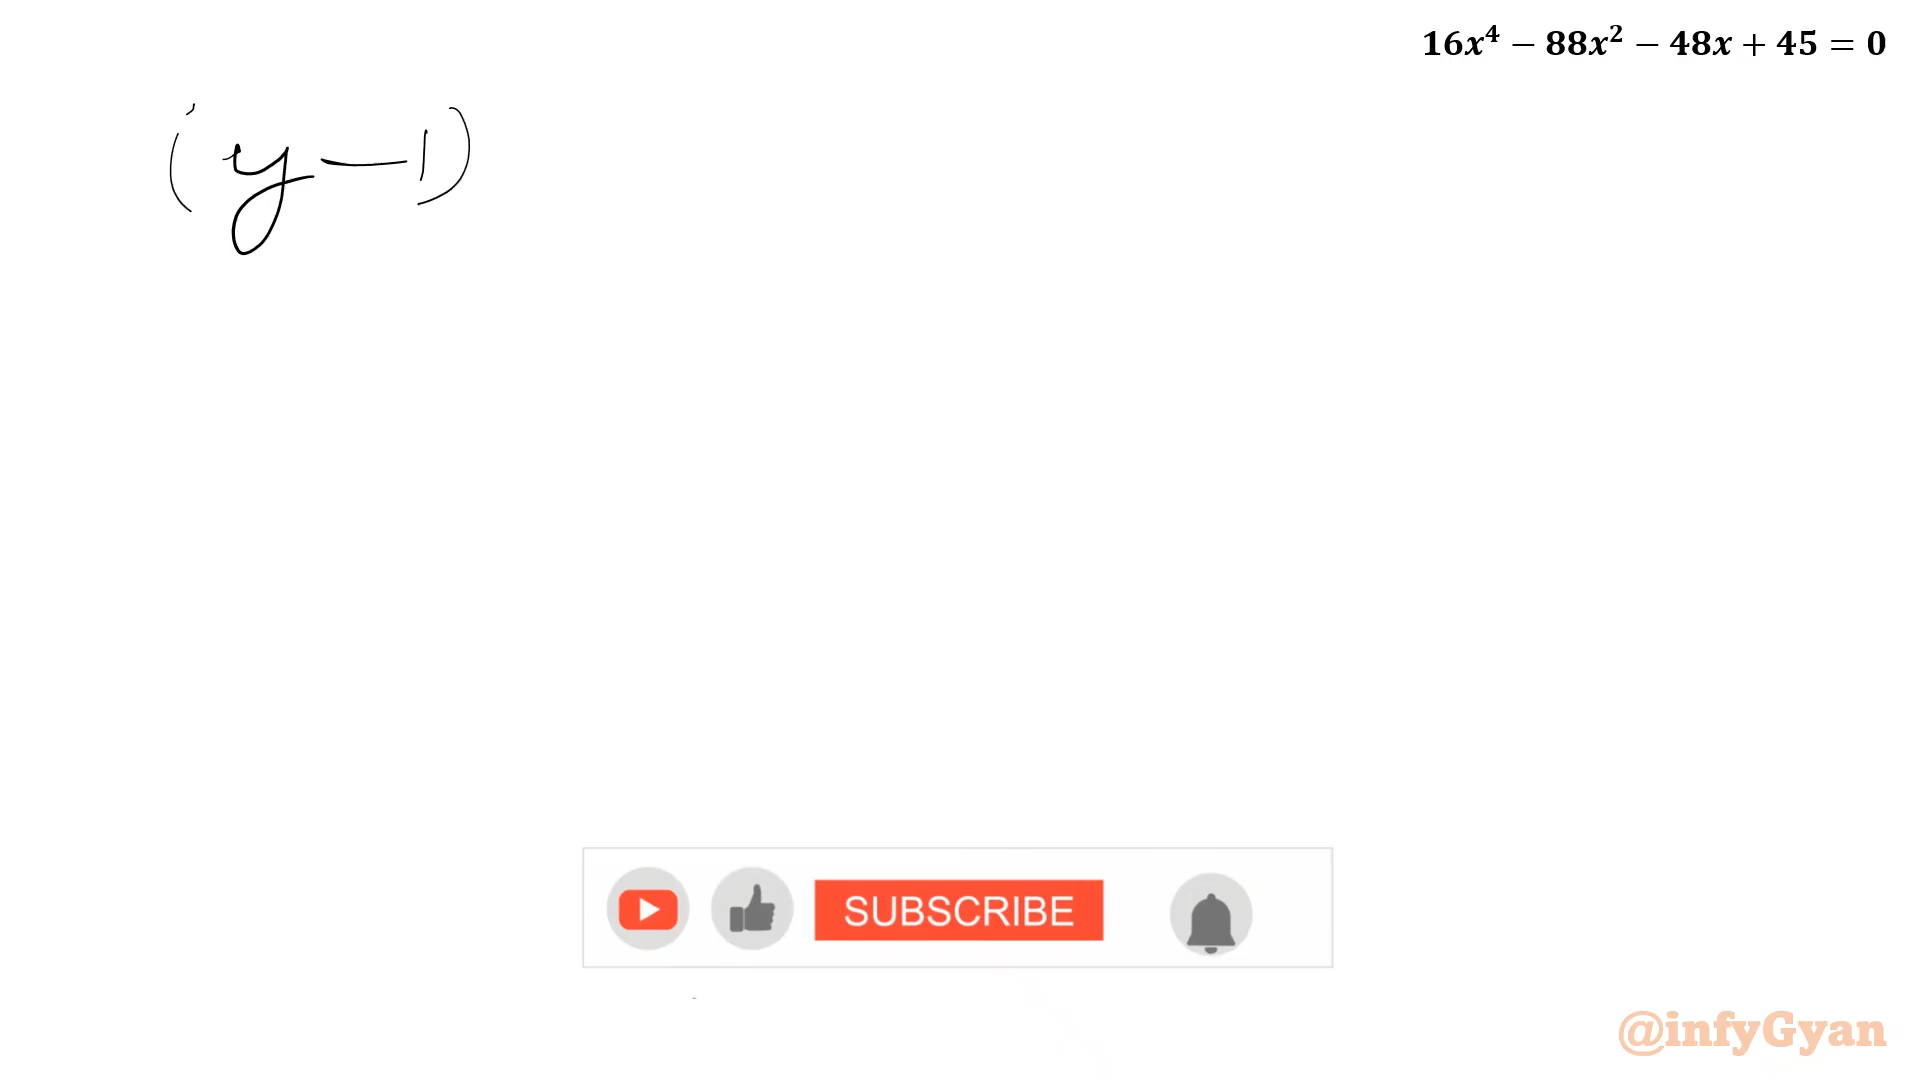 16x⁴ − 88x² − 48x + 45 = 0
(y−1)
SUBSCRIBE
@infyGyan